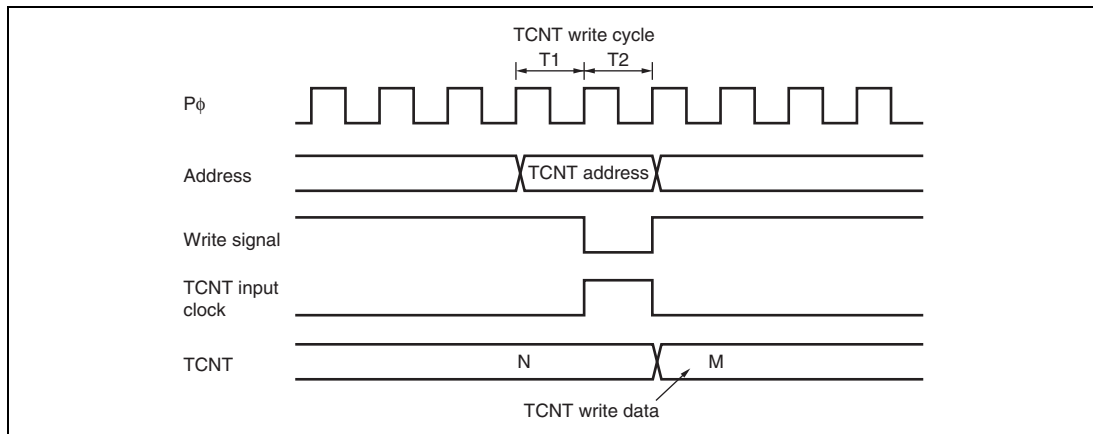 TCNT write cycle
T1 T2
Pϕ
Address
TCNT address
Write signal
TCNT input
clock
TCNT
N M
TCNT write data